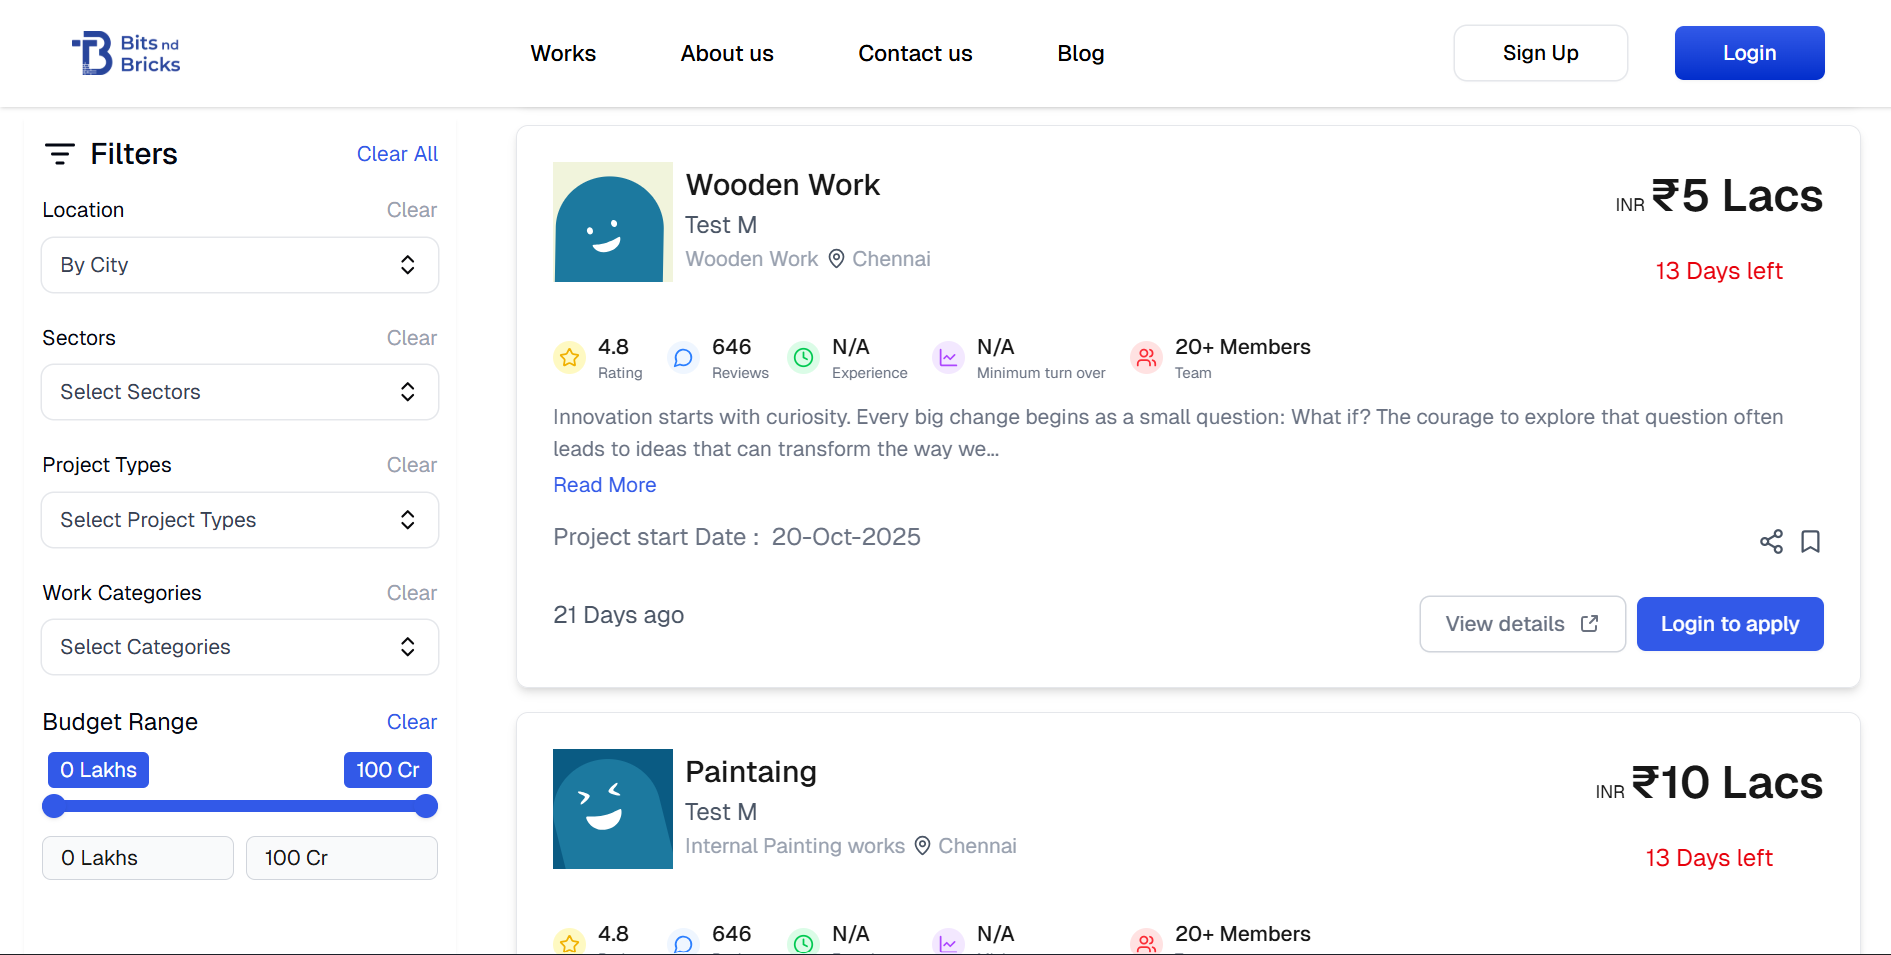 Bits nd
Bricks
Works
About us
Contact us
Blog
Sign Up
Login
Filters
Clear All
Location
Clear
By City
Sectors
Clear
Select Sectors
Project Types
Clear
Select Project Types
Work Categories
Clear
Select Categories
Budget Range
Clear
0 Lakhs
100 Cr
0 Lakhs
100 Cr
Wooden Work
Test M
Wooden Work Chennai
INR ₹5 Lacs
13 Days left
4.8
Rating
646
Reviews
N/A
Experience
N/A
Minimum turn over
20+ Members
Team
Innovation starts with curiosity. Every big change begins as a small question: What if? The courage to explore that question often
leads to ideas that can transform the way we...
Read More
Project start Date : 20-Oct-2025
21 Days ago
View details
Login to apply
Paintaing
Test M
Internal Painting works Chennai
INR ₹10 Lacs
13 Days left
4.8
646
N/A
N/A
20+ Members